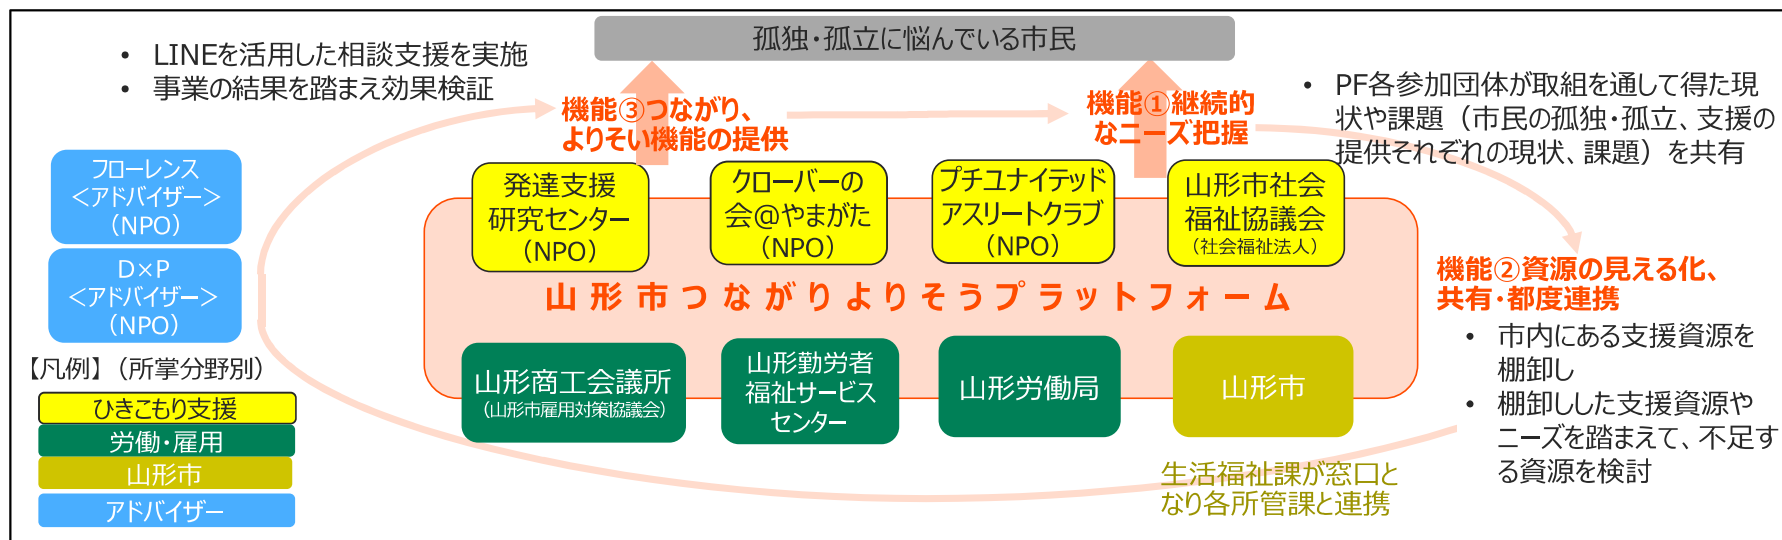 孤独・孤立に悩んでいる市民
• LINEを活用した相談支援を実施
• 事業の結果を踏まえ効果検証
機能③つながり、
よりそい機能の提供
機能①継続的
なニーズ把握
• PF各参加団体が取組を通して得た現
状や課題（市民の孤独・孤立、支援の
提供それぞれの現状、課題）を共有
フローレンス
＜アドバイザー＞
（NPO）
D×P
＜アドバイザー＞
（NPO）
発達支援
研究センター
（NPO）
クローバーの
会@やまがた
（NPO）
プチユナイテッド
アスリートクラブ
（NPO）
山形市社会
福祉協議会
（社会福祉法人）
山形市つながりよりそうプラットフォーム
機能②資源の見える化、
共有・都度連携
• 市内にある支援資源を
棚卸し
• 棚卸しした支援資源や
ニーズを踏まえて、不足す
る資源を検討
山形商工会議所
（山形市雇用対策協議会）
山形勤労者
福祉サービス
センター
山形労働局
山形市
生活福祉課が窓口と
なり各所管課と連携
【凡例】（所掌分野別）
ひきこもり支援
労働・雇用
山形市
アドバイザー